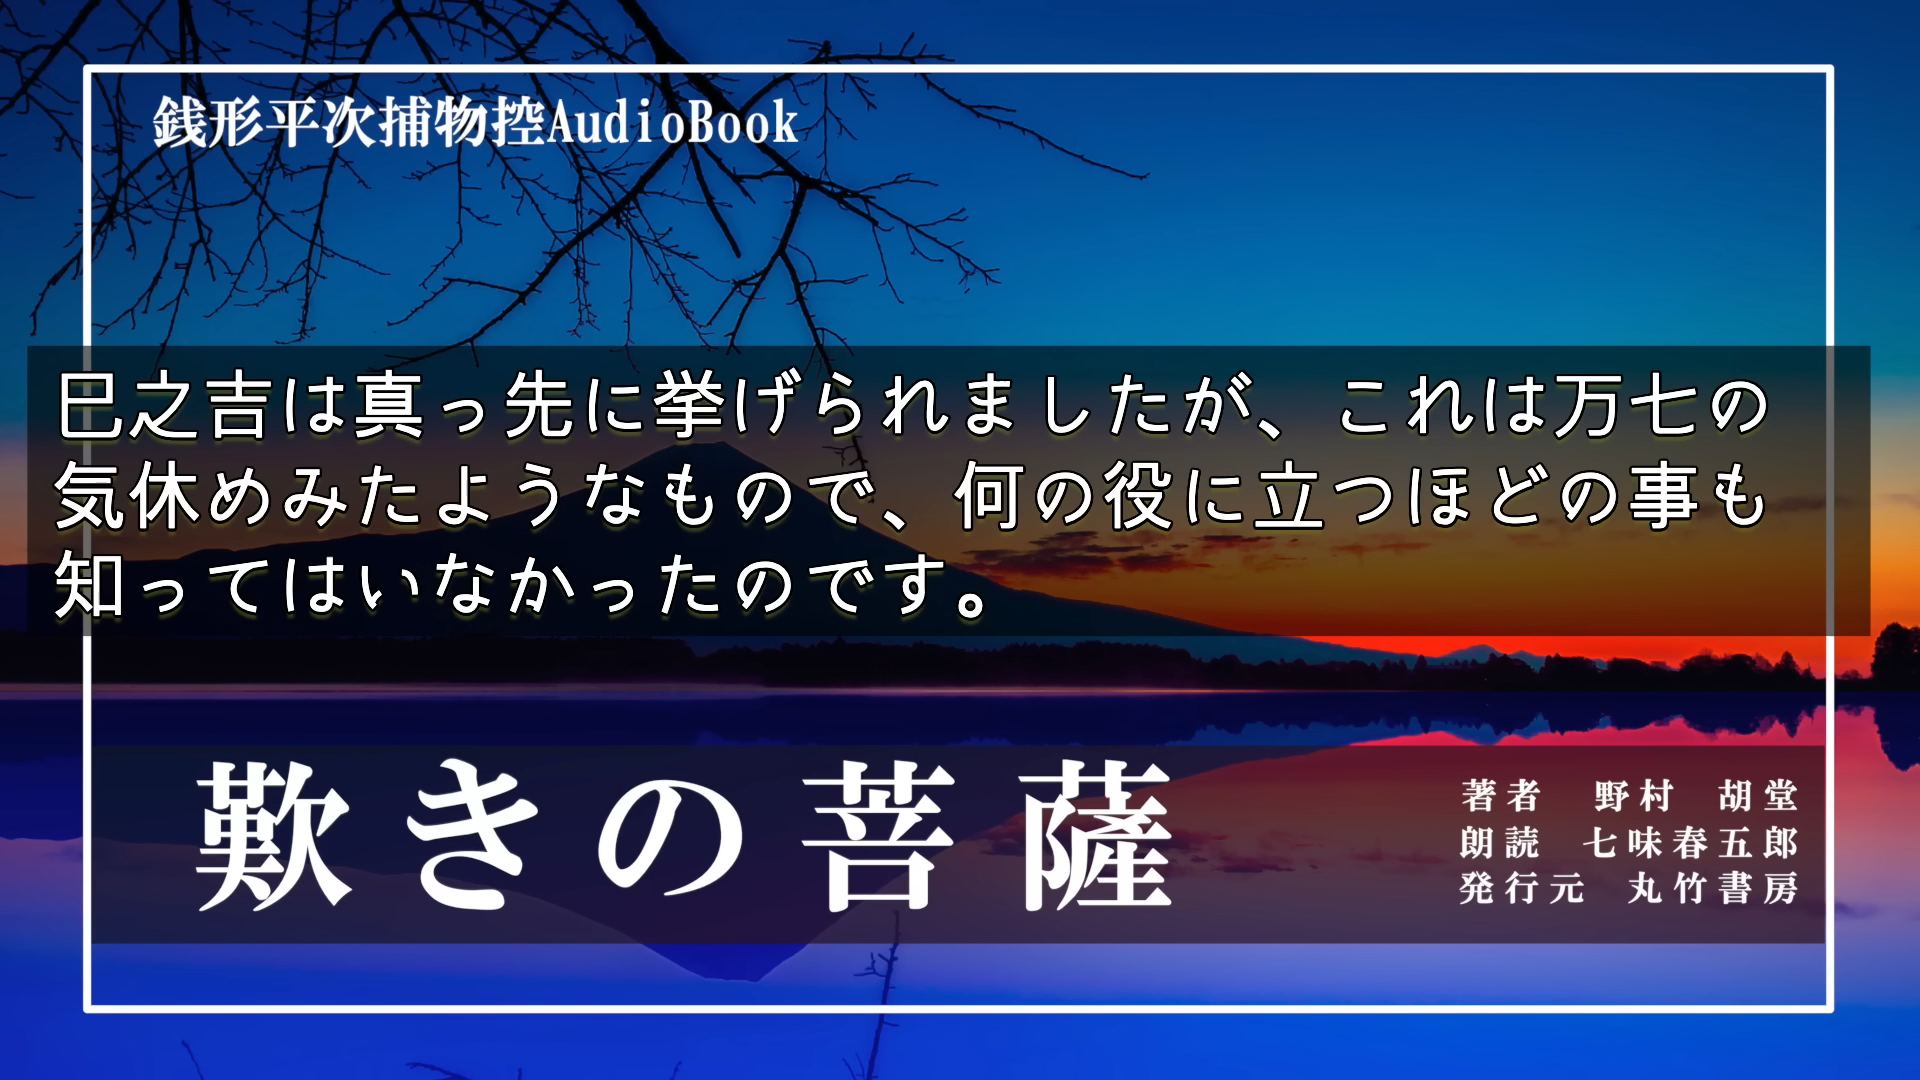 銭形平次捕物控AudioBook
巳之吉は真っ先に挙げられましたが、これは万七の
気休めみたようなもので、何の役に立つほどの事も
知ってはいなかったのです。
歎きの菩薩
著者　野村　胡堂
朗読　七味春五郎
発行元　丸竹書房